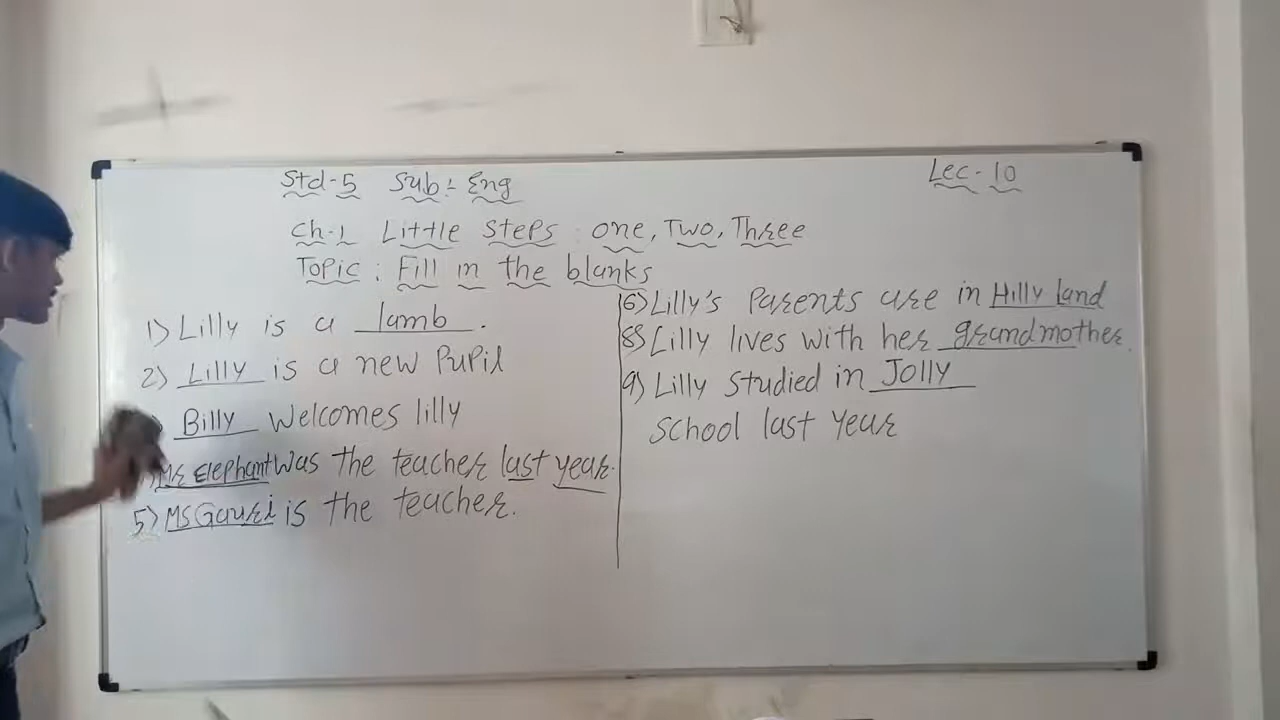 Std-5 Sub:- Eng
Lec-10
Ch.1 Little Steps : one, Two, Three
Topic : Fill in the blanks
1) Lilly is a lamb.
2) Lilly is a new Pupil
Billy Welcomes lilly
Mr Elephant was the teacher last year.
5) MS Gauri is the teacher.
6) Lilly's Parents are in Hilly land
8) Lilly lives with her grandmother.
9) Lilly Studied in Jolly
School last year